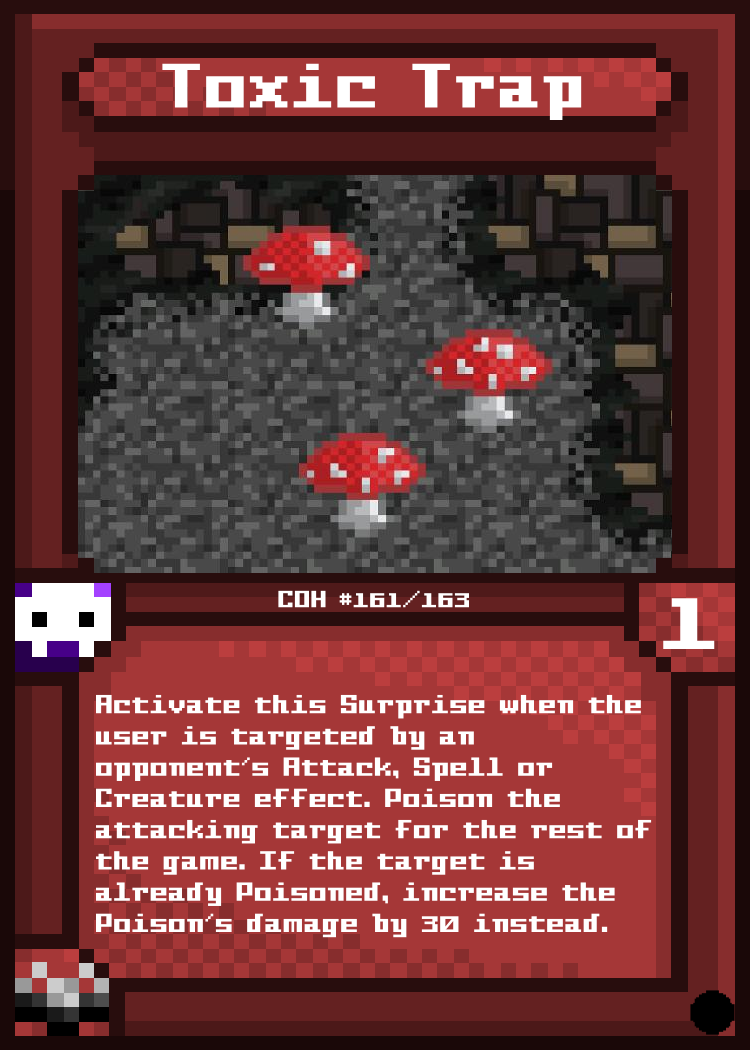 Toxic Trap
COH #161/163
1
Activate this Surprise when the
user is targeted by an
opponent's Attack, Spell or
Creature effect. Poison the
attacking target for the rest of
the game. If the target is
already Poisoned, increase the
Poison's damage by 30 instead.